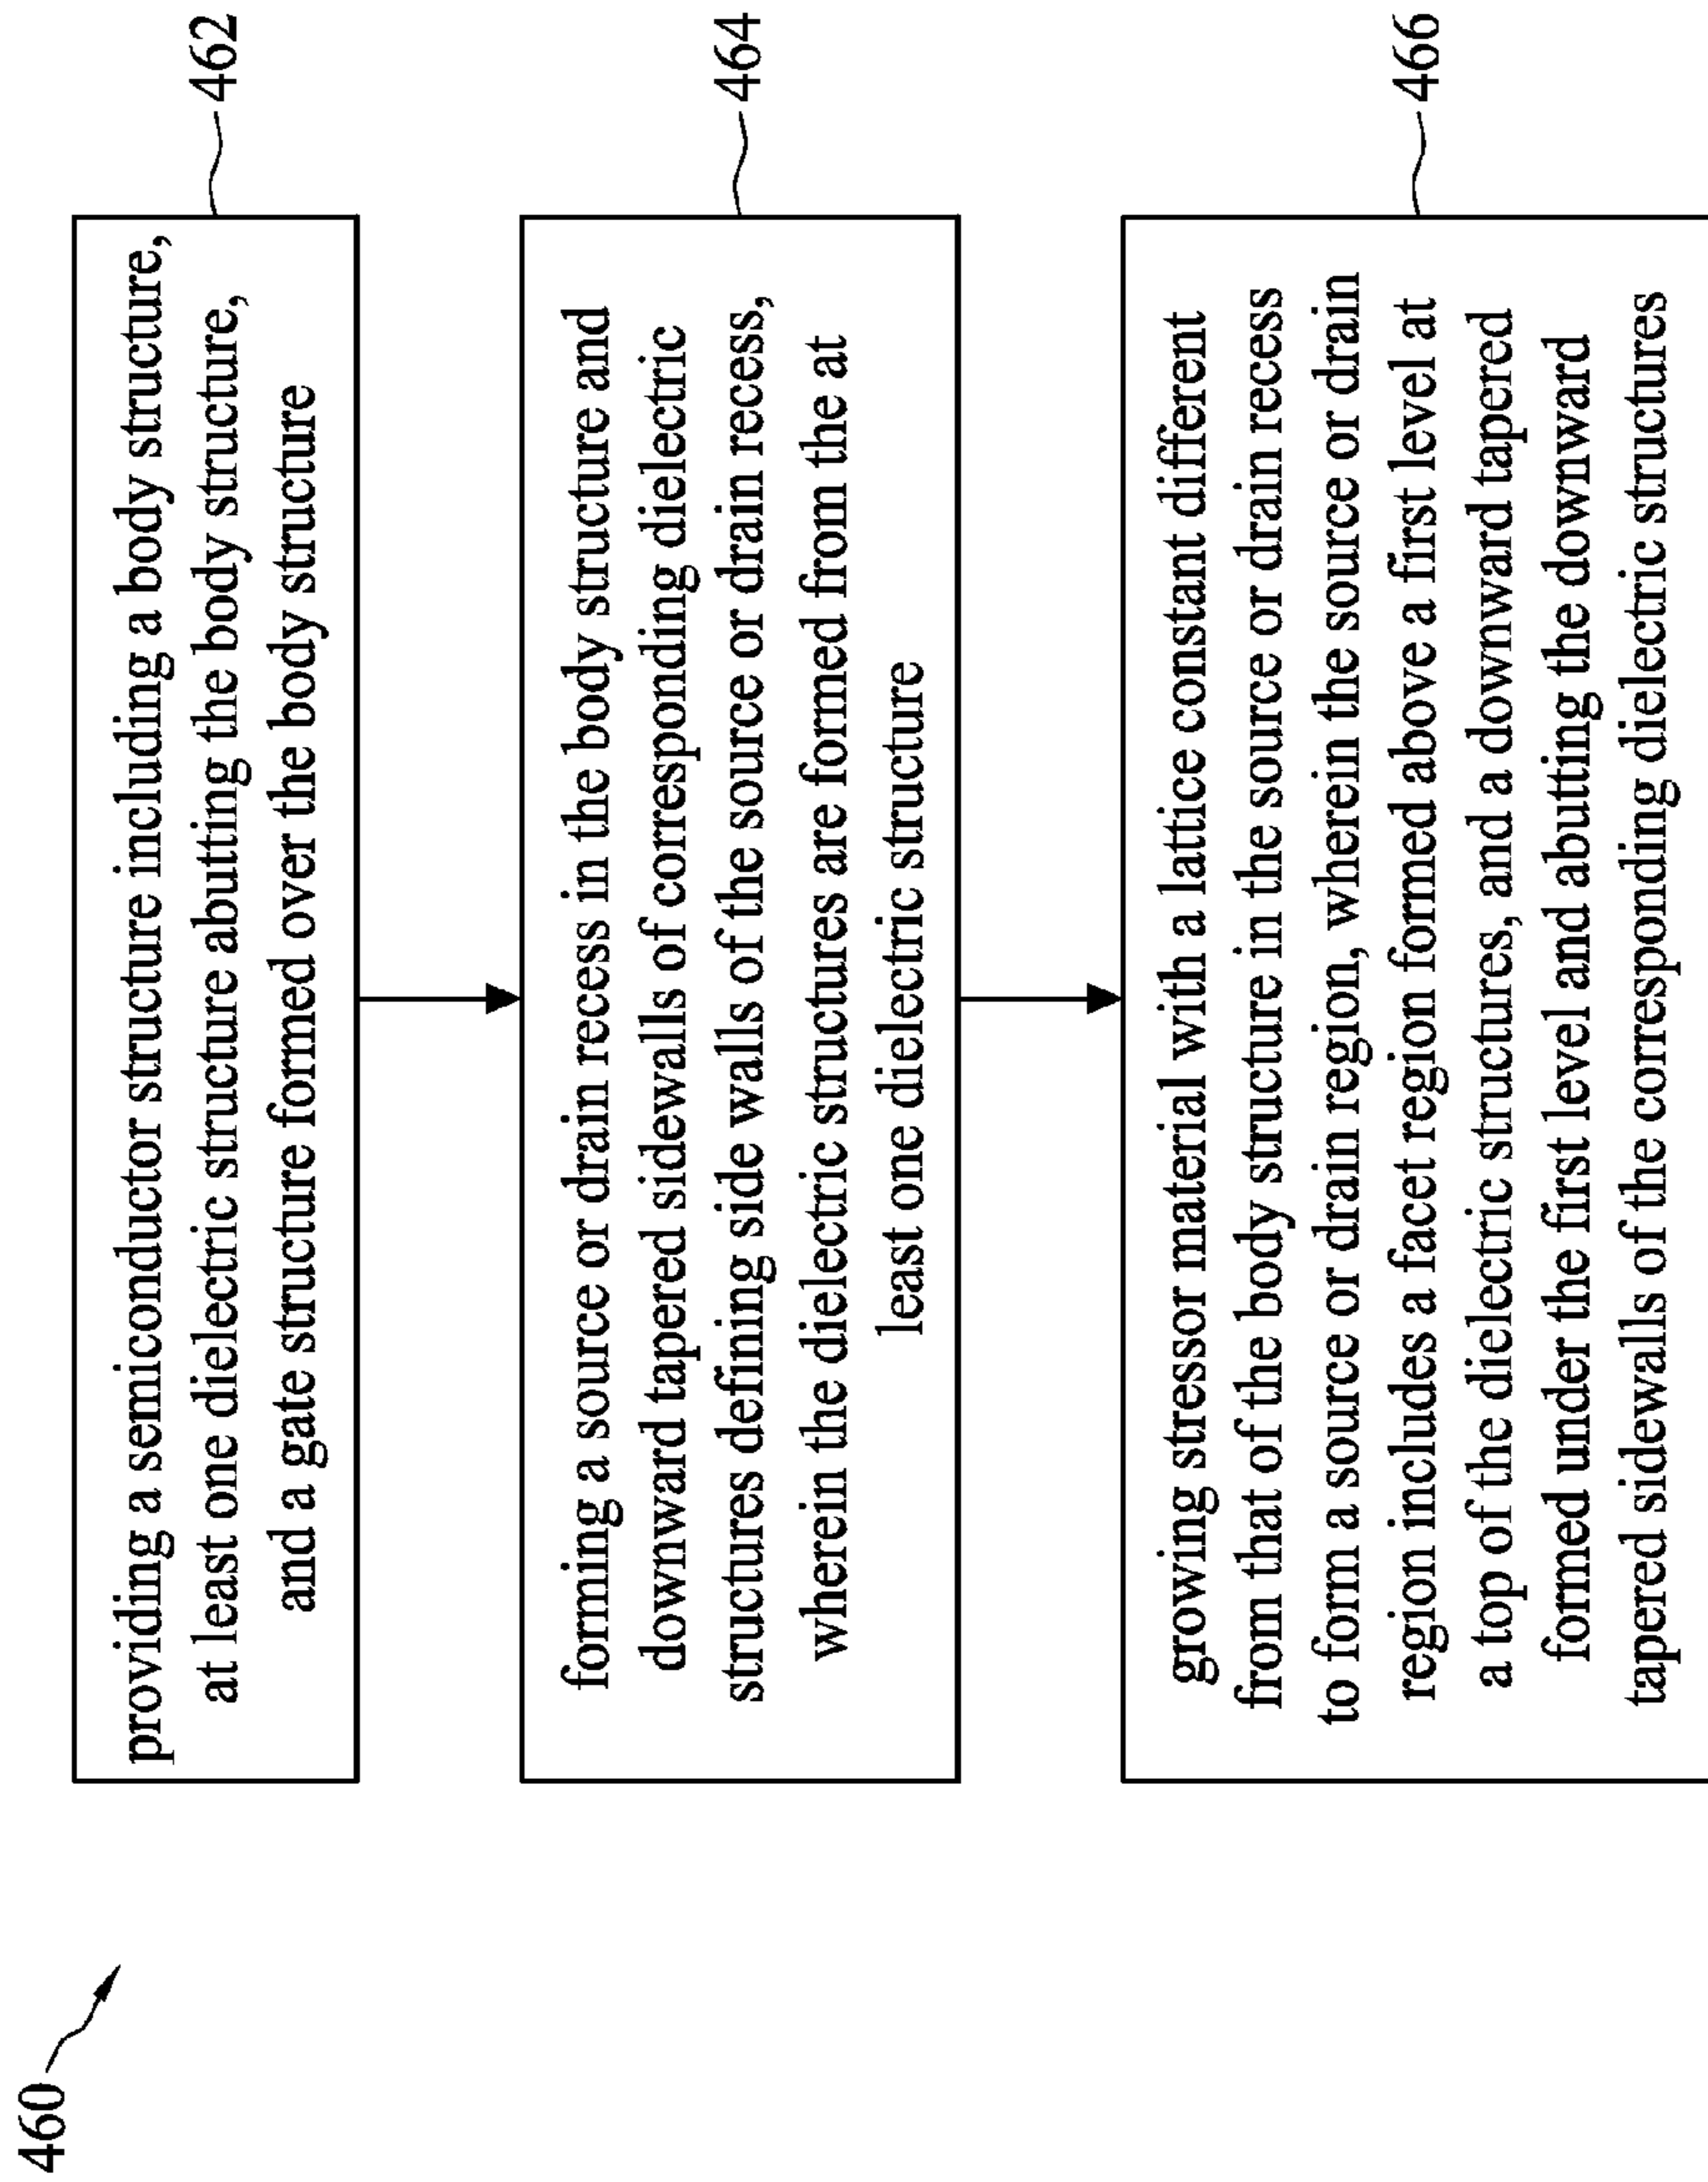 460
providing a semiconductor structure including a body structure,
at least one dielectric structure abutting the body structure,
and a gate structure formed over the body structure
462
forming a source or drain recess in the body structure and
downward tapered sidewalls of corresponding dielectric
structures defining side walls of the source or drain recess,
wherein the dielectric structures are formed from the at
least one dielectric structure
464
growing stressor material with a lattice constant different
from that of the body structure in the source or drain recess
to form a source or drain region, wherein the source or drain
region includes a facet region formed above a first level at
a top of the dielectric structures, and a downward tapered
formed under the first level and abutting the downward
tapered sidewalls of the corresponding dielectric structures
466